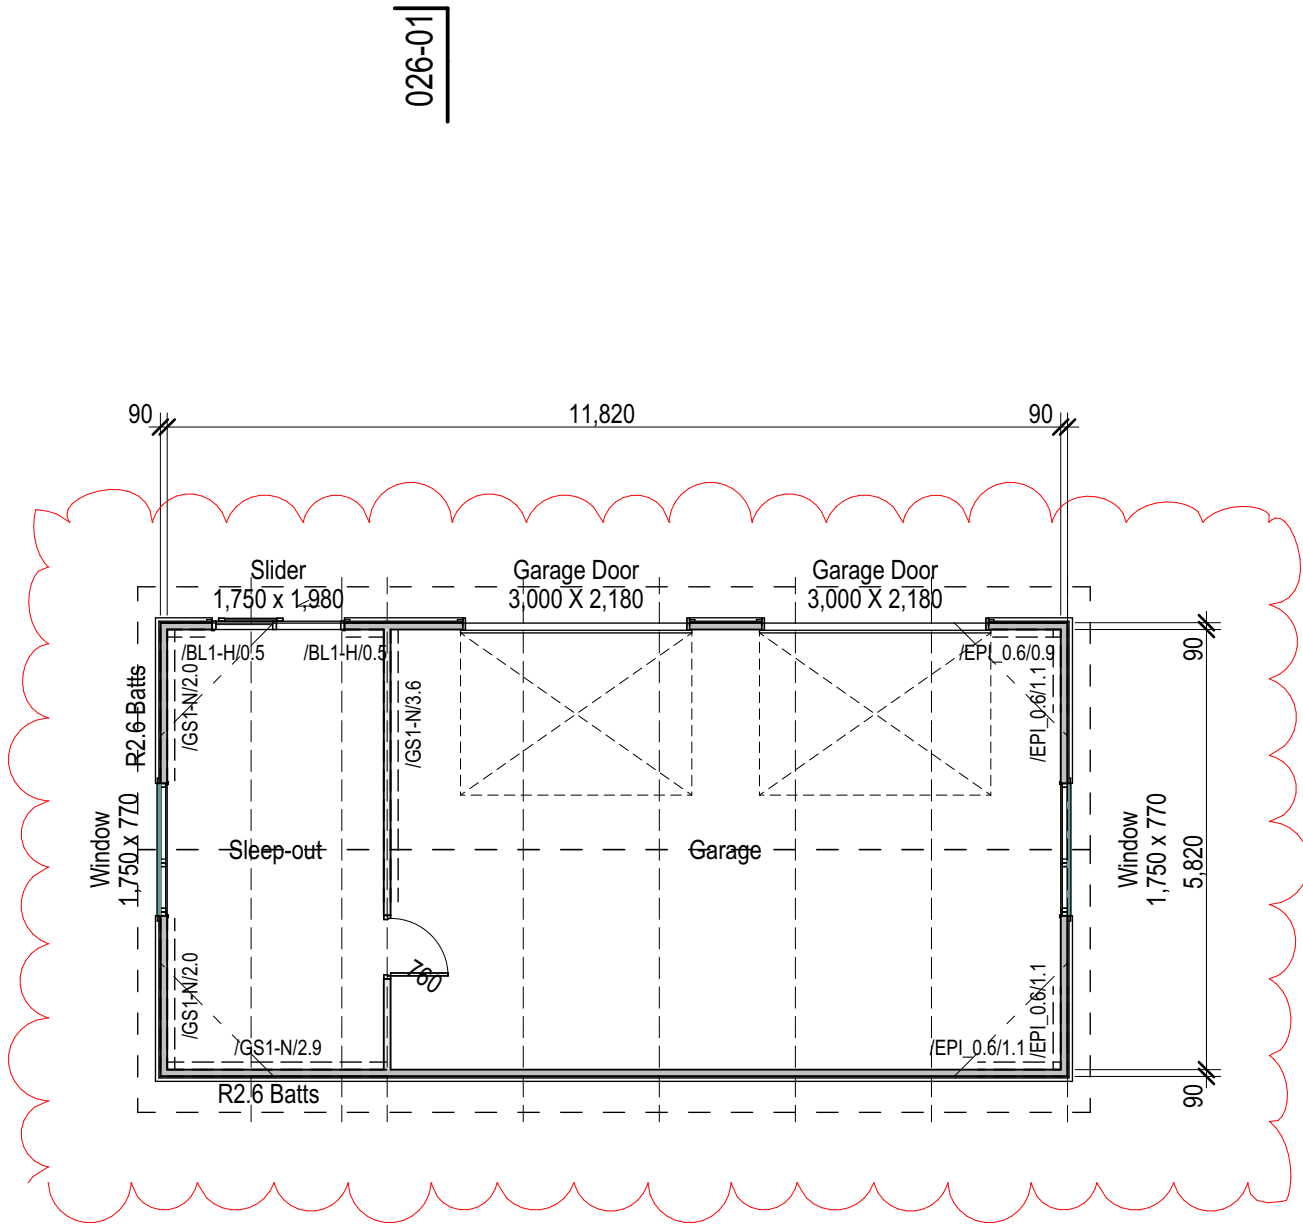 026-01
90
11,820
90
Slider
1,750 x 1,980
Garage Door
3,000 X 2,180
Garage Door
3,000 X 2,180
/BL1-H/0.5
/BL1-H/0.5
/EPI_0.6/0.9
90
R2.6 Batts
/GS1-N/2.0
/GS1-N/3.6
/EPI_0.6/1.1
Window
1,750 x 770
Sleep-out
Garage
Window
1,750 x 770
5,820
760
/GS1-N/2.0
/GS1-N/2.9
/EPI_0.6/1.1
/EPI_0.6/1.1
R2.6 Batts
90